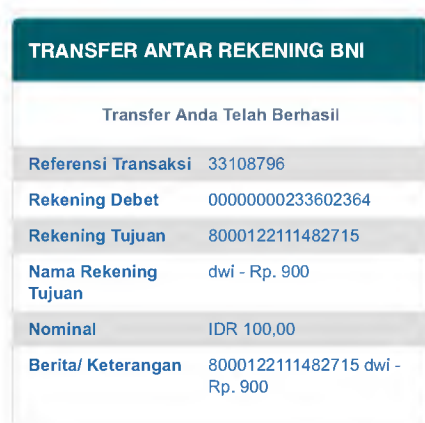 TRANSFER ANTAR REKENING BNI
Transfer Anda Telah Berhasil
Referensi Transaksi 33108796
Rekening Debet 00000000233602364
Rekening Tujuan 8000122111482715
Nama Rekening dwi - Rp. 900
Tujuan
Nominal IDR 100,00
Berita/ Keterangan 8000122111482715 dwi -
Rp. 900